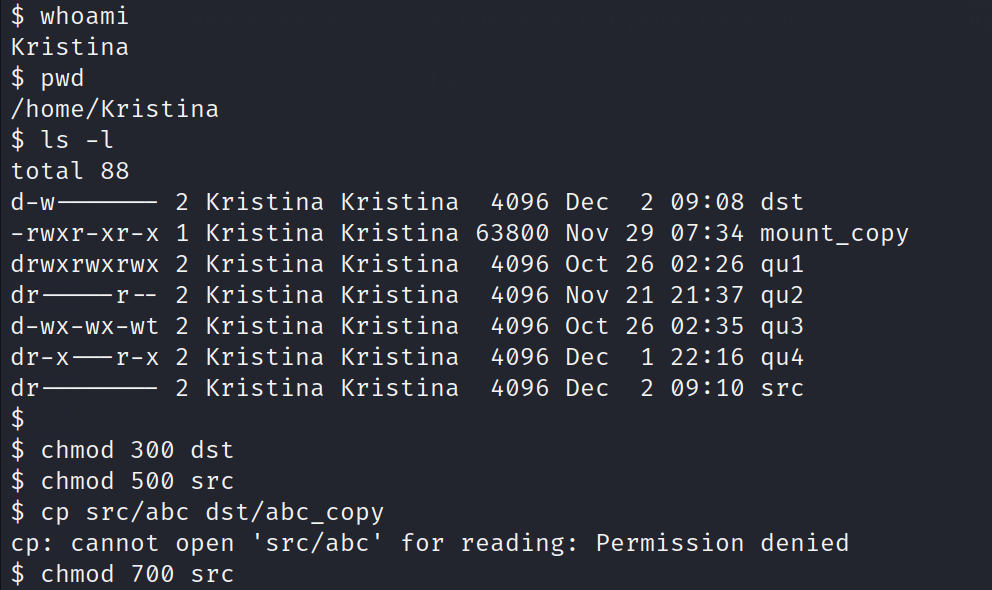 $ whoami
Kristina
$ pwd
/home/Kristina
$ ls -l
total 88
d-w------- 2 Kristina Kristina  4096 Dec  2 09:08 dst
-rwxr-xr-x 1 Kristina Kristina 63800 Nov 29 07:34 mount_copy
drwxrwxrwx 2 Kristina Kristina  4096 Oct 26 02:26 qu1
dr-----r-- 2 Kristina Kristina  4096 Nov 21 21:37 qu2
d-wx-wx-wt 2 Kristina Kristina  4096 Oct 26 02:35 qu3
dr-x---r-x 2 Kristina Kristina  4096 Dec  1 22:16 qu4
dr-------- 2 Kristina Kristina  4096 Dec  2 09:10 src
$
$ chmod 300 dst
$ chmod 500 src
$ cp src/abc dst/abc_copy
cp: cannot open 'src/abc' for reading: Permission denied
$ chmod 700 src